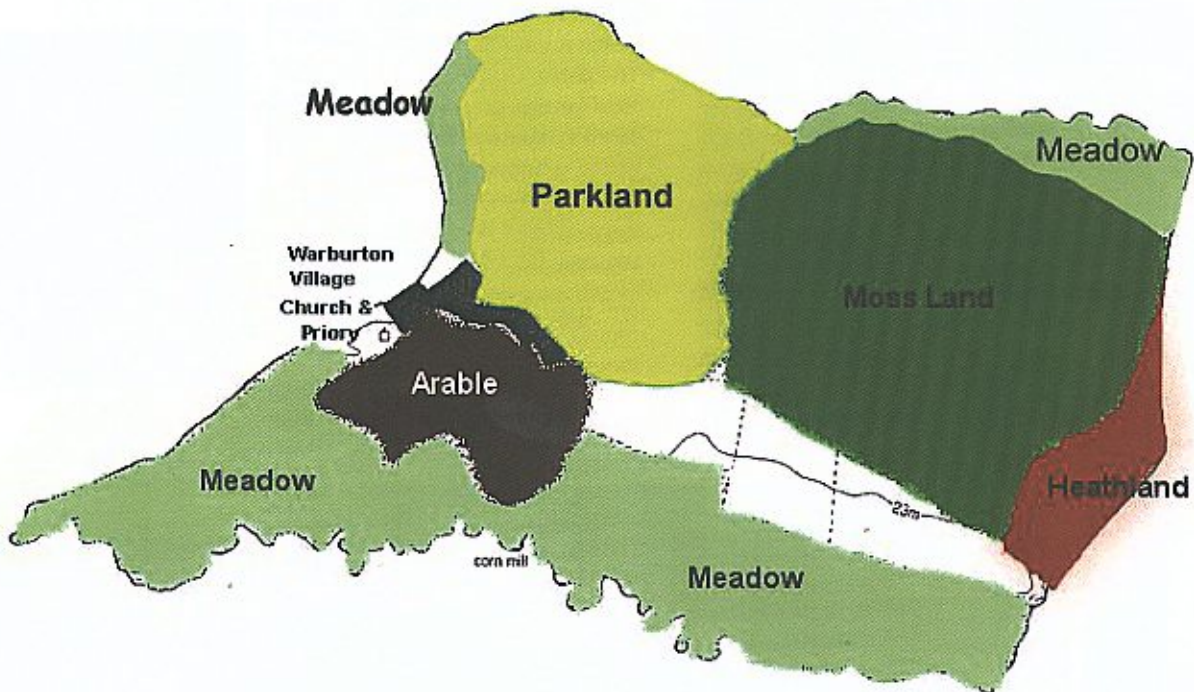 Meadow
Meadow
Parkland
Warburton
Village
Church &
Priory
Moss Land
Arable
Meadow
Heathland
23m
corn mill
Meadow